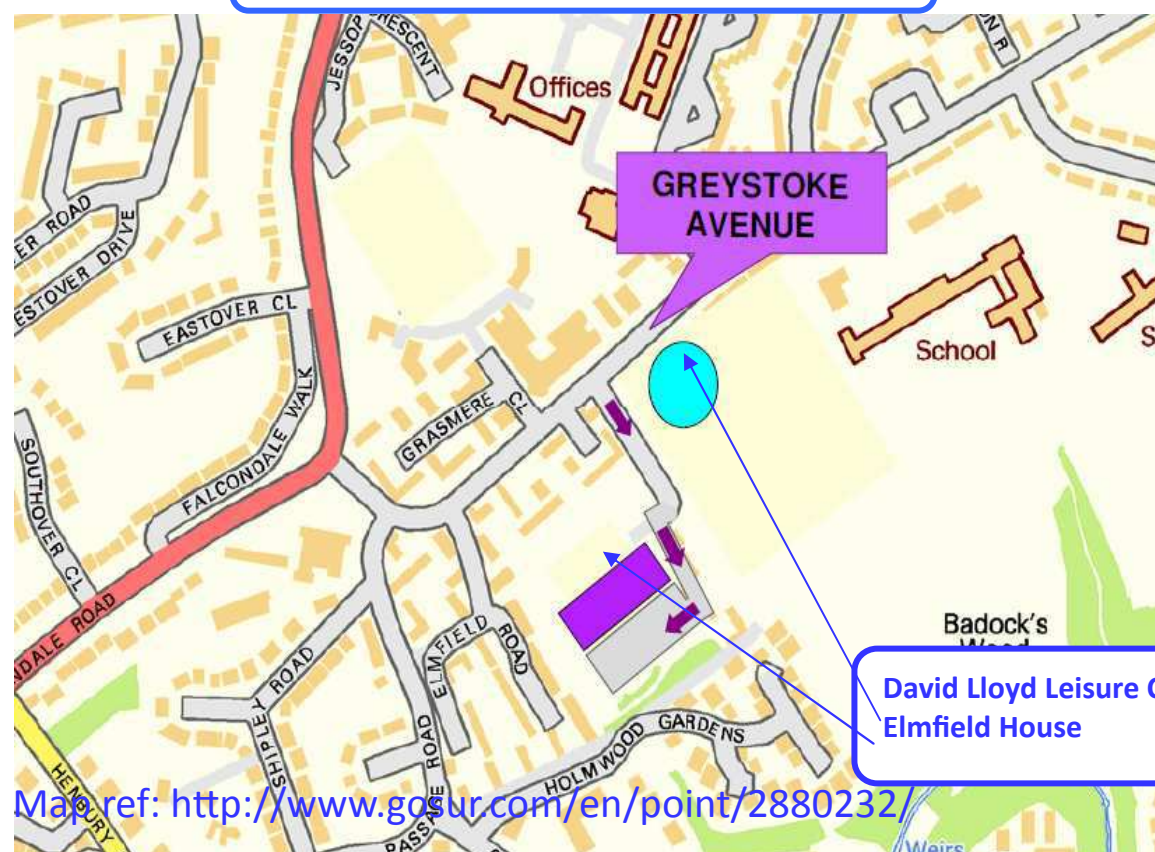 JESSOP
CRESCENT
Offices
GREYSTOKE
AVENUE
ESTOVER DRIVE
ER ROAD
EASTOVER CL
School
GRASMERE CL
FALCONDALE WALK
SOUTHOVER CL
NDALE ROAD
ELMFIELD ROAD
SHIPLEY ROAD
Badock's
Wood
David Lloyd Leisure C
Elmfield House
HOLMWOOD GARDENS
HENBURY
PASSAGE ROAD
Map ref: http://www.gosur.com/en/point/2880232/
Weirs